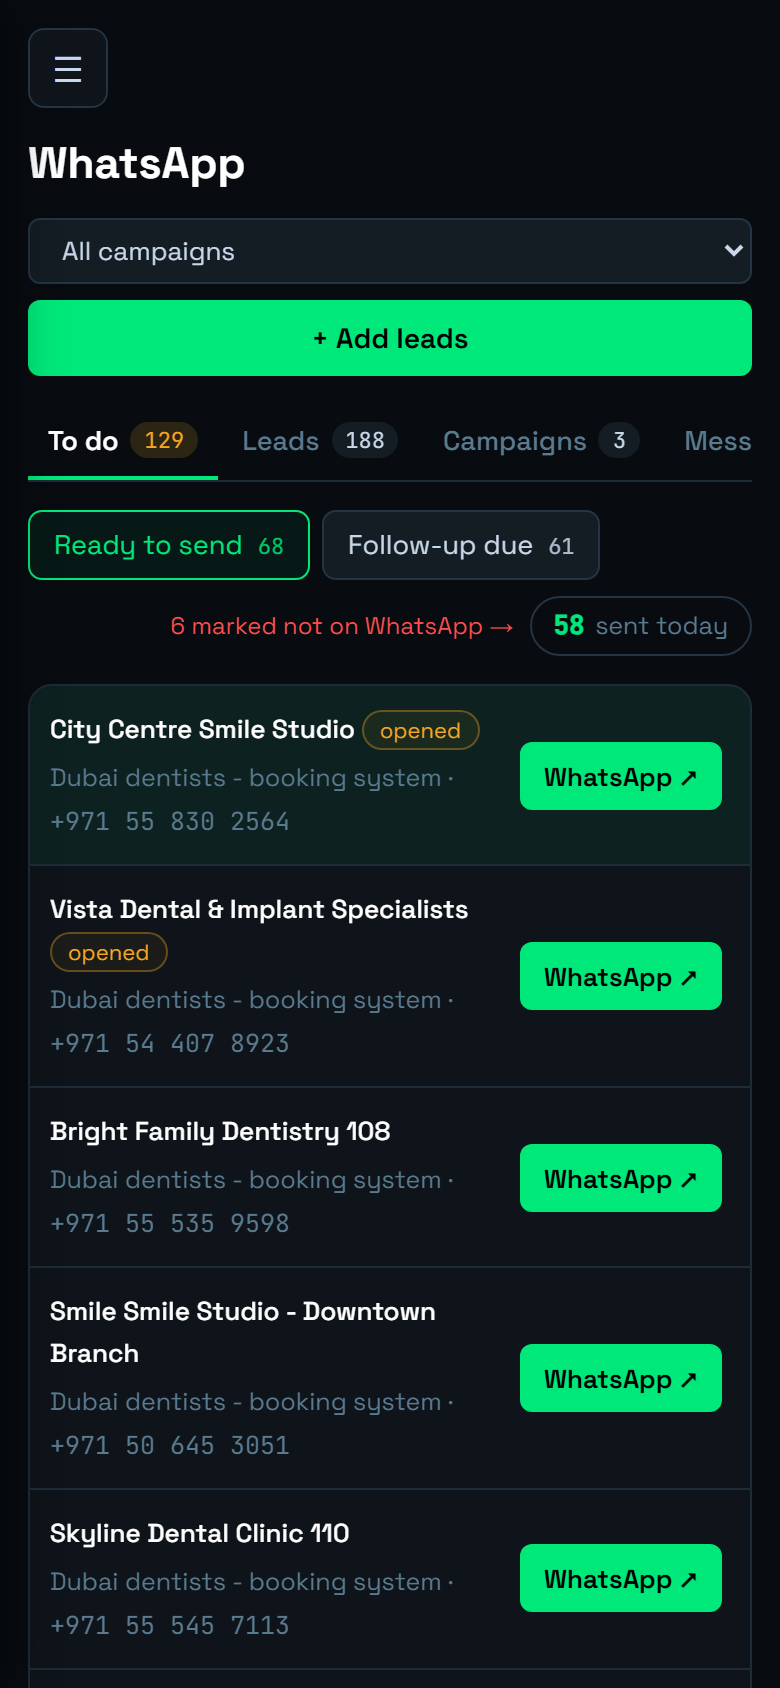 ☰
WhatsApp
All campaigns
+ Add leads
To do 129 Leads 188 Campaigns 3 Mess
Ready to send 68 Follow-up due 61
6 marked not on WhatsApp → 58 sent today
City Centre Smile Studio opened
Dubai dentists - booking system ·
+971 55 830 2564
WhatsApp ↗
Vista Dental & Implant Specialists
opened
Dubai dentists - booking system ·
+971 54 407 8923
WhatsApp ↗
Bright Family Dentistry 108
Dubai dentists - booking system ·
+971 55 535 9598
WhatsApp ↗
Smile Smile Studio - Downtown
Branch
Dubai dentists - booking system ·
+971 50 645 3051
WhatsApp ↗
Skyline Dental Clinic 110
Dubai dentists - booking system ·
+971 55 545 7113
WhatsApp ↗